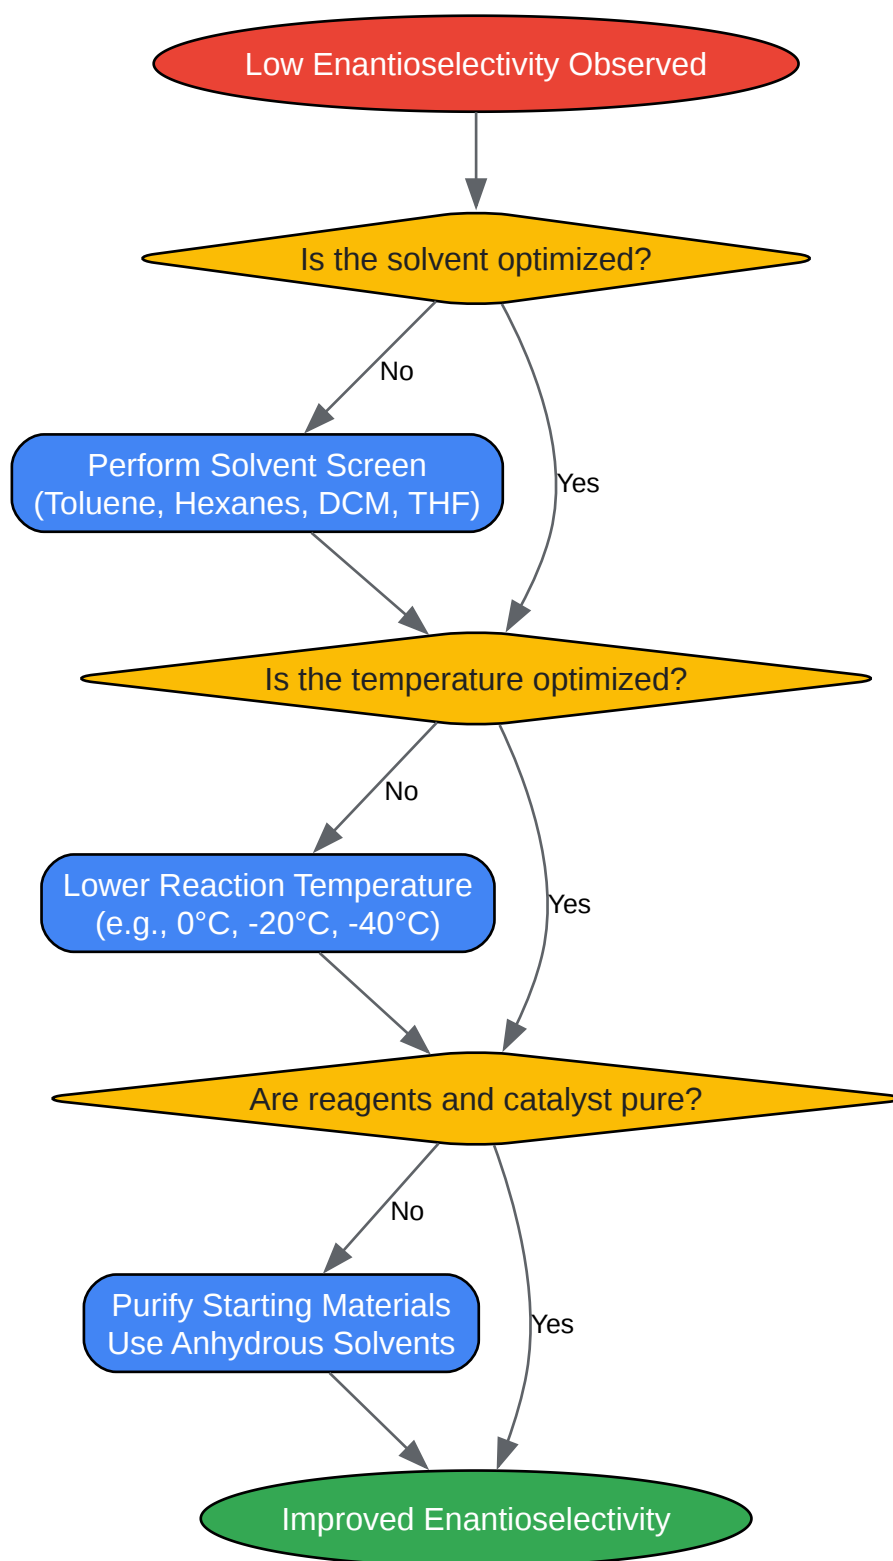 Low Enantioselectivity Observed
Is the solvent optimized?
No
Perform Solvent Screen
(Toluene, Hexanes, DCM, THF)
Yes
Is the temperature optimized?
No
Lower Reaction Temperature
(e.g., 0°C, -20°C, -40°C)
Yes
Are reagents and catalyst pure?
No
Purify Starting Materials
Use Anhydrous Solvents
Yes
Improved Enantioselectivity